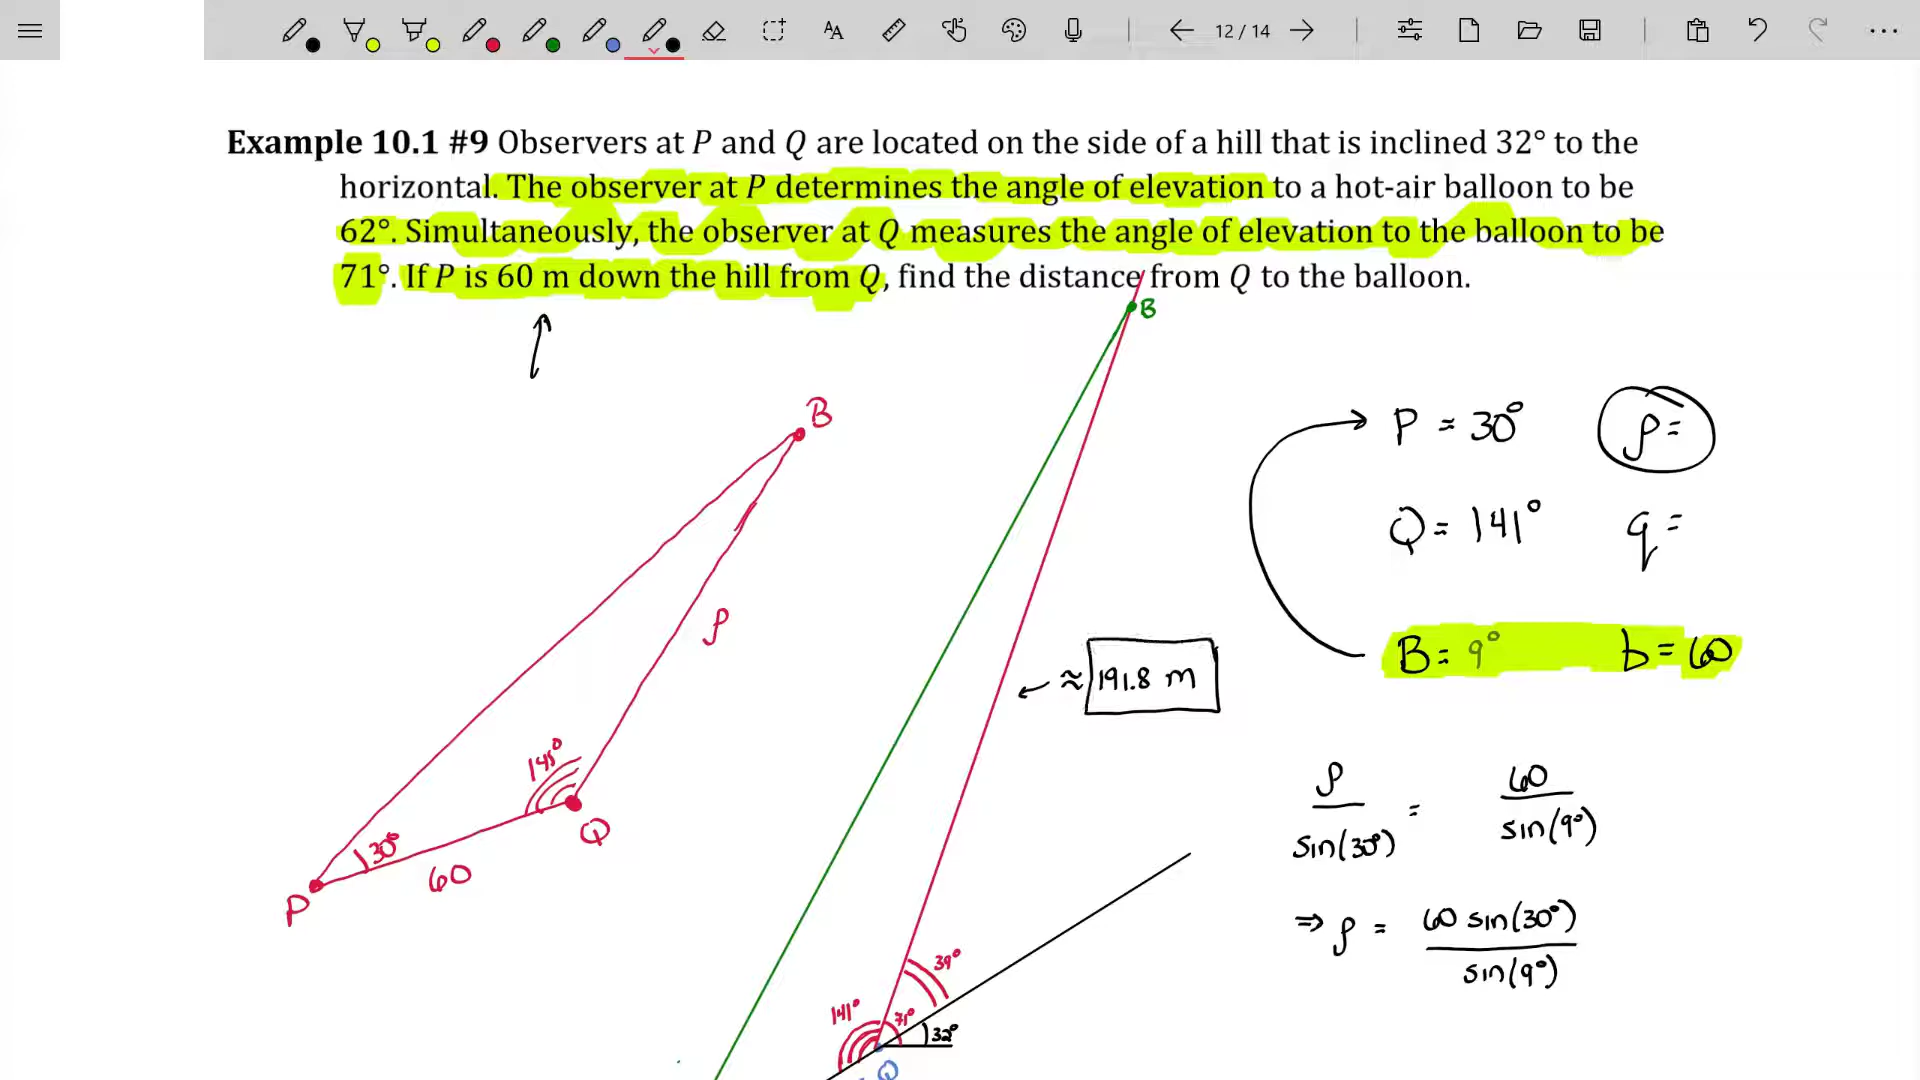 12 / 14
Example 10.1 #9 Observers at P and Q are located on the side of a hill that is inclined 32° to the
horizontal. The observer at P determines the angle of elevation to a hot-air balloon to be
62°. Simultaneously, the observer at Q measures the angle of elevation to the balloon to be
71°. If P is 60 m down the hill from Q, find the distance from Q to the balloon.
B
B
P = 30° p =
Q = 141° q =
B = 9° b = 60
p
≈ 191.8 m
30°
60
Q
P
p/sin(30°) = 60/sin(9°)
⇒ p = 60 sin(30°)/sin(9°)
39°
141°
71°
32°
Q